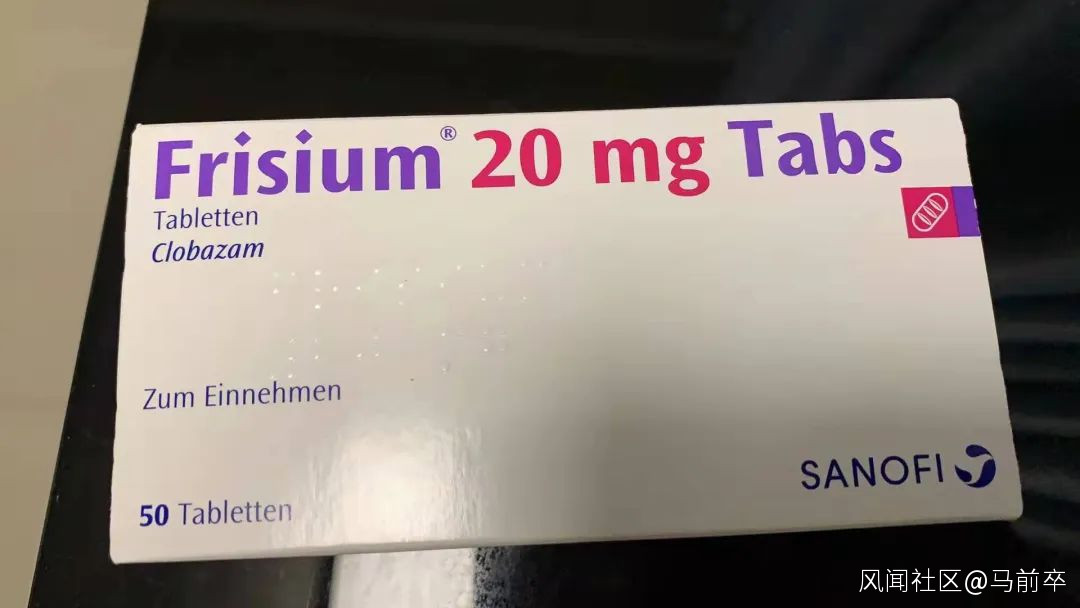 Frisium® 20 mg Tabs
Tabletten
Clobazam
Zum Einnehmen
50 Tabletten
SANOFI
风闻社区@马前卒